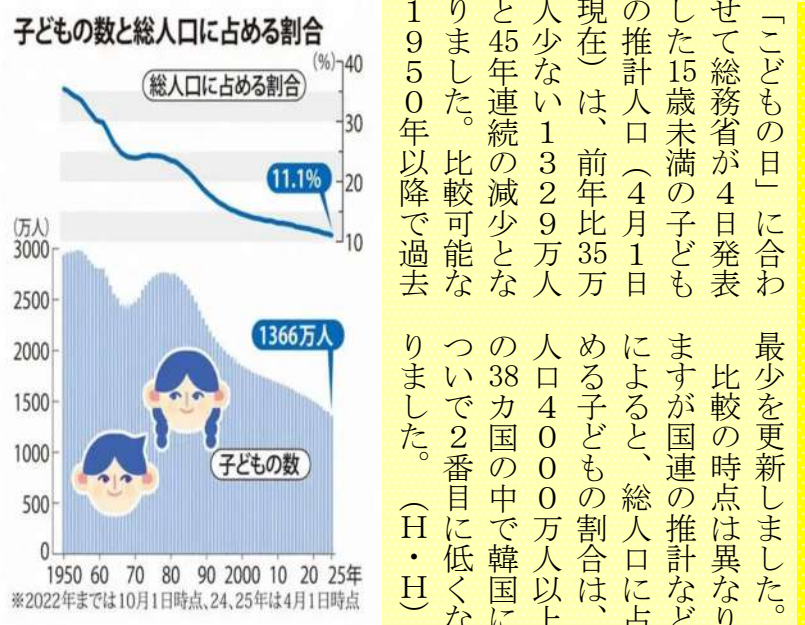 子どもの数と総人口に占める割合
(%)
40
総人口に占める割合
30
11.1%
20
10
(万人)
3000
2500
1366万人
2000
1500
1000
子どもの数
500
0
1950 60 70 80 90 2000 10 20 25年
※2022年までは10月1日時点、24、25年は4月1日時点
「こどもの日」に合わ
せて総務省が4日発表
した15歳未満の子ども
の推計人口（4月1日
現在）は、前年比35万
人少ない1329万人
と45年連続の減少とな
りました。比較可能な
1950年以降で過去
最少を更新しました。
比較の時点は異なり
ますが国連の推計など
によると、総人口に占
める子どもの割合は、
人口4000万人以上
の38カ国の中で韓国に
ついで2番目に低くな
りました。（H・H）